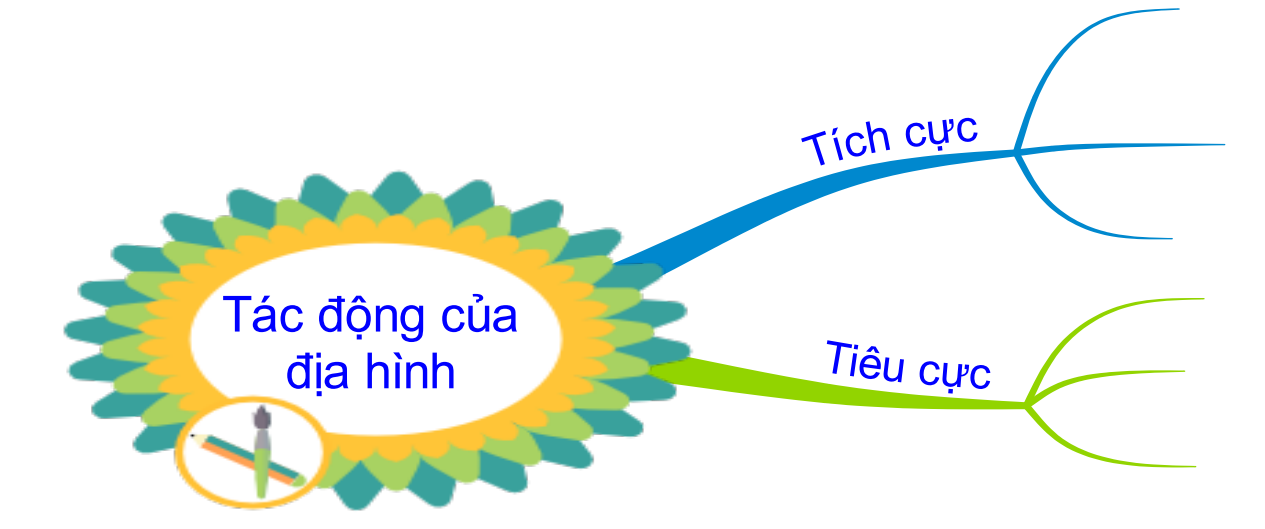 Tác động của
địa hình
Tích cực
Tiêu cực